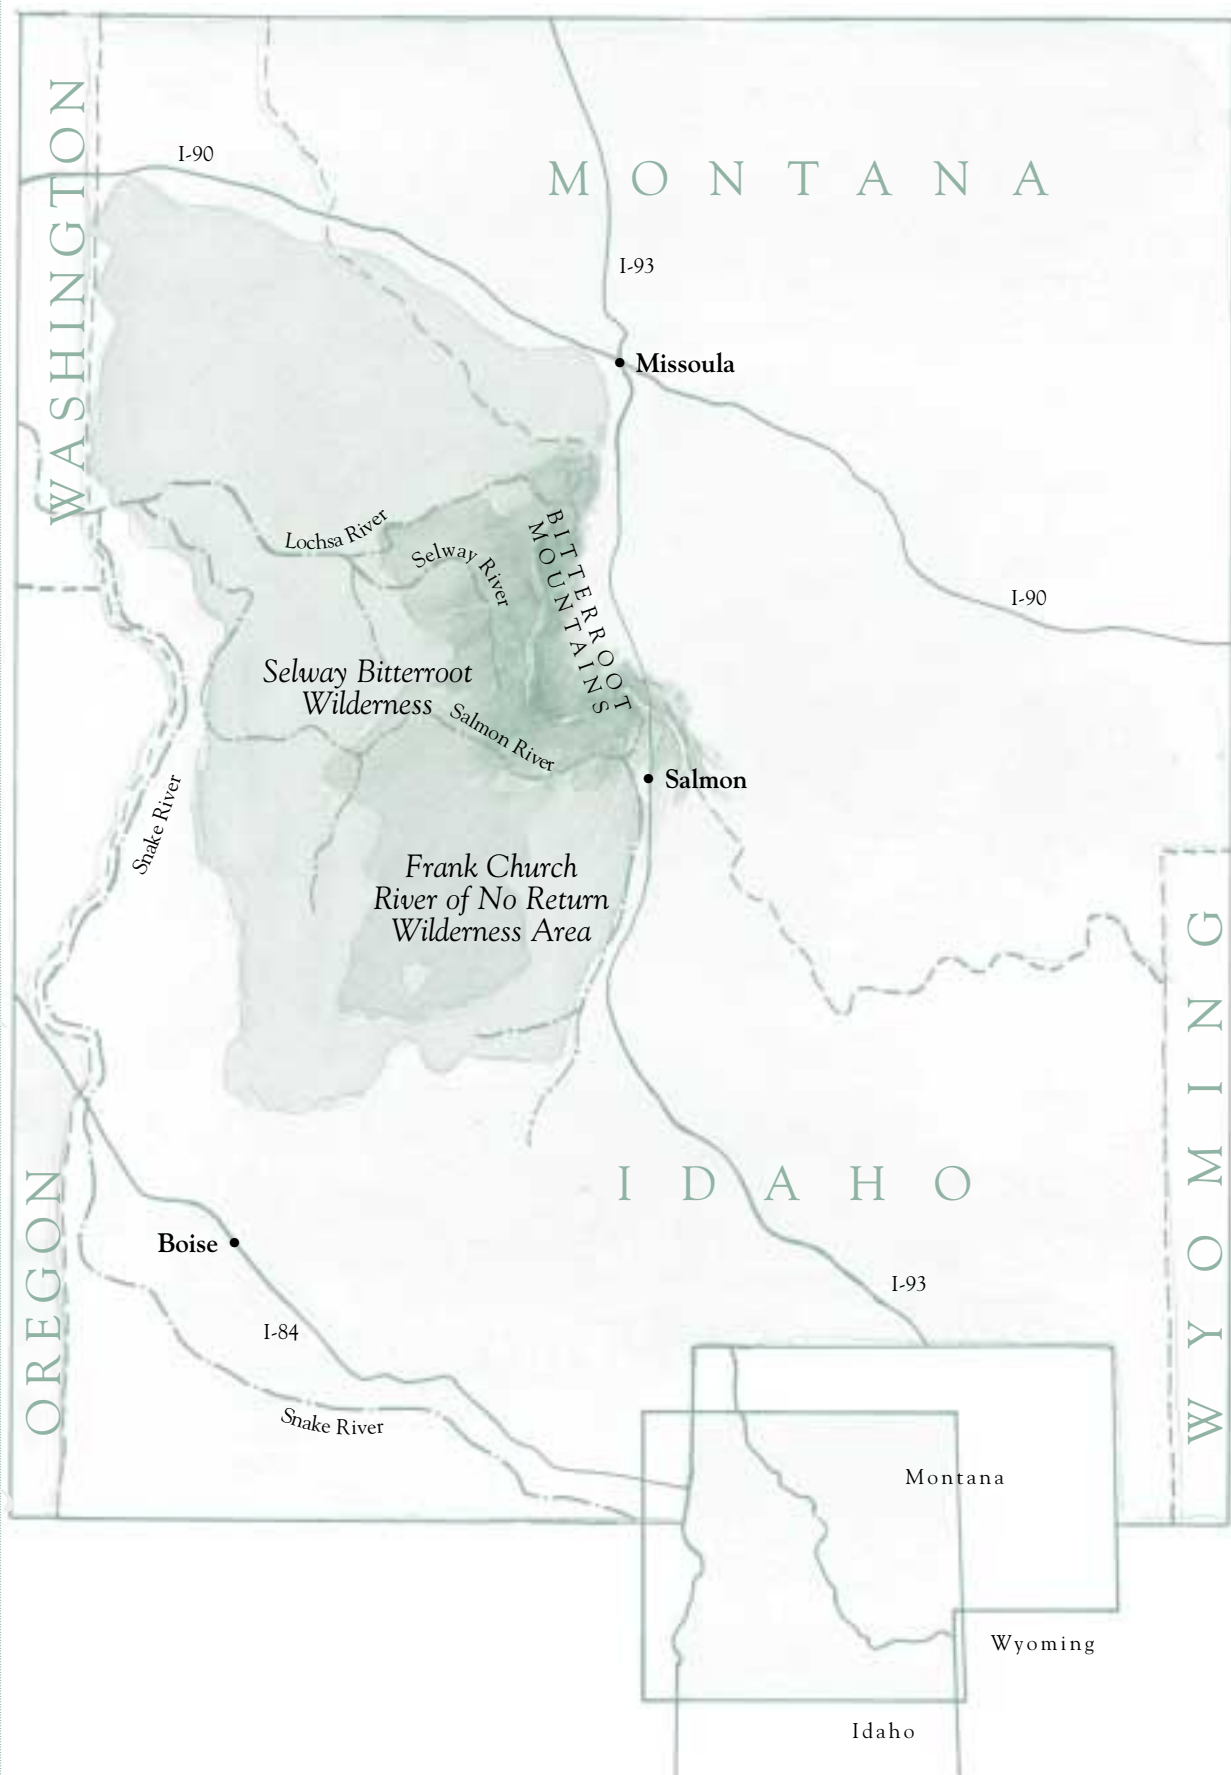 WASHINGTON
I-90
MONTANA
I-93
Missoula
Lochsa River
Selway River
BITTERROOT
MOUNTAINS
I-90
Selway Bitterroot
Wilderness
Salmon River
Salmon
Snake River
Frank Church
River of No Return
Wilderness Area
WYOMING
IDAHO
OREGON
Boise
I-93
I-84
Snake River
Montana
Wyoming
Idaho